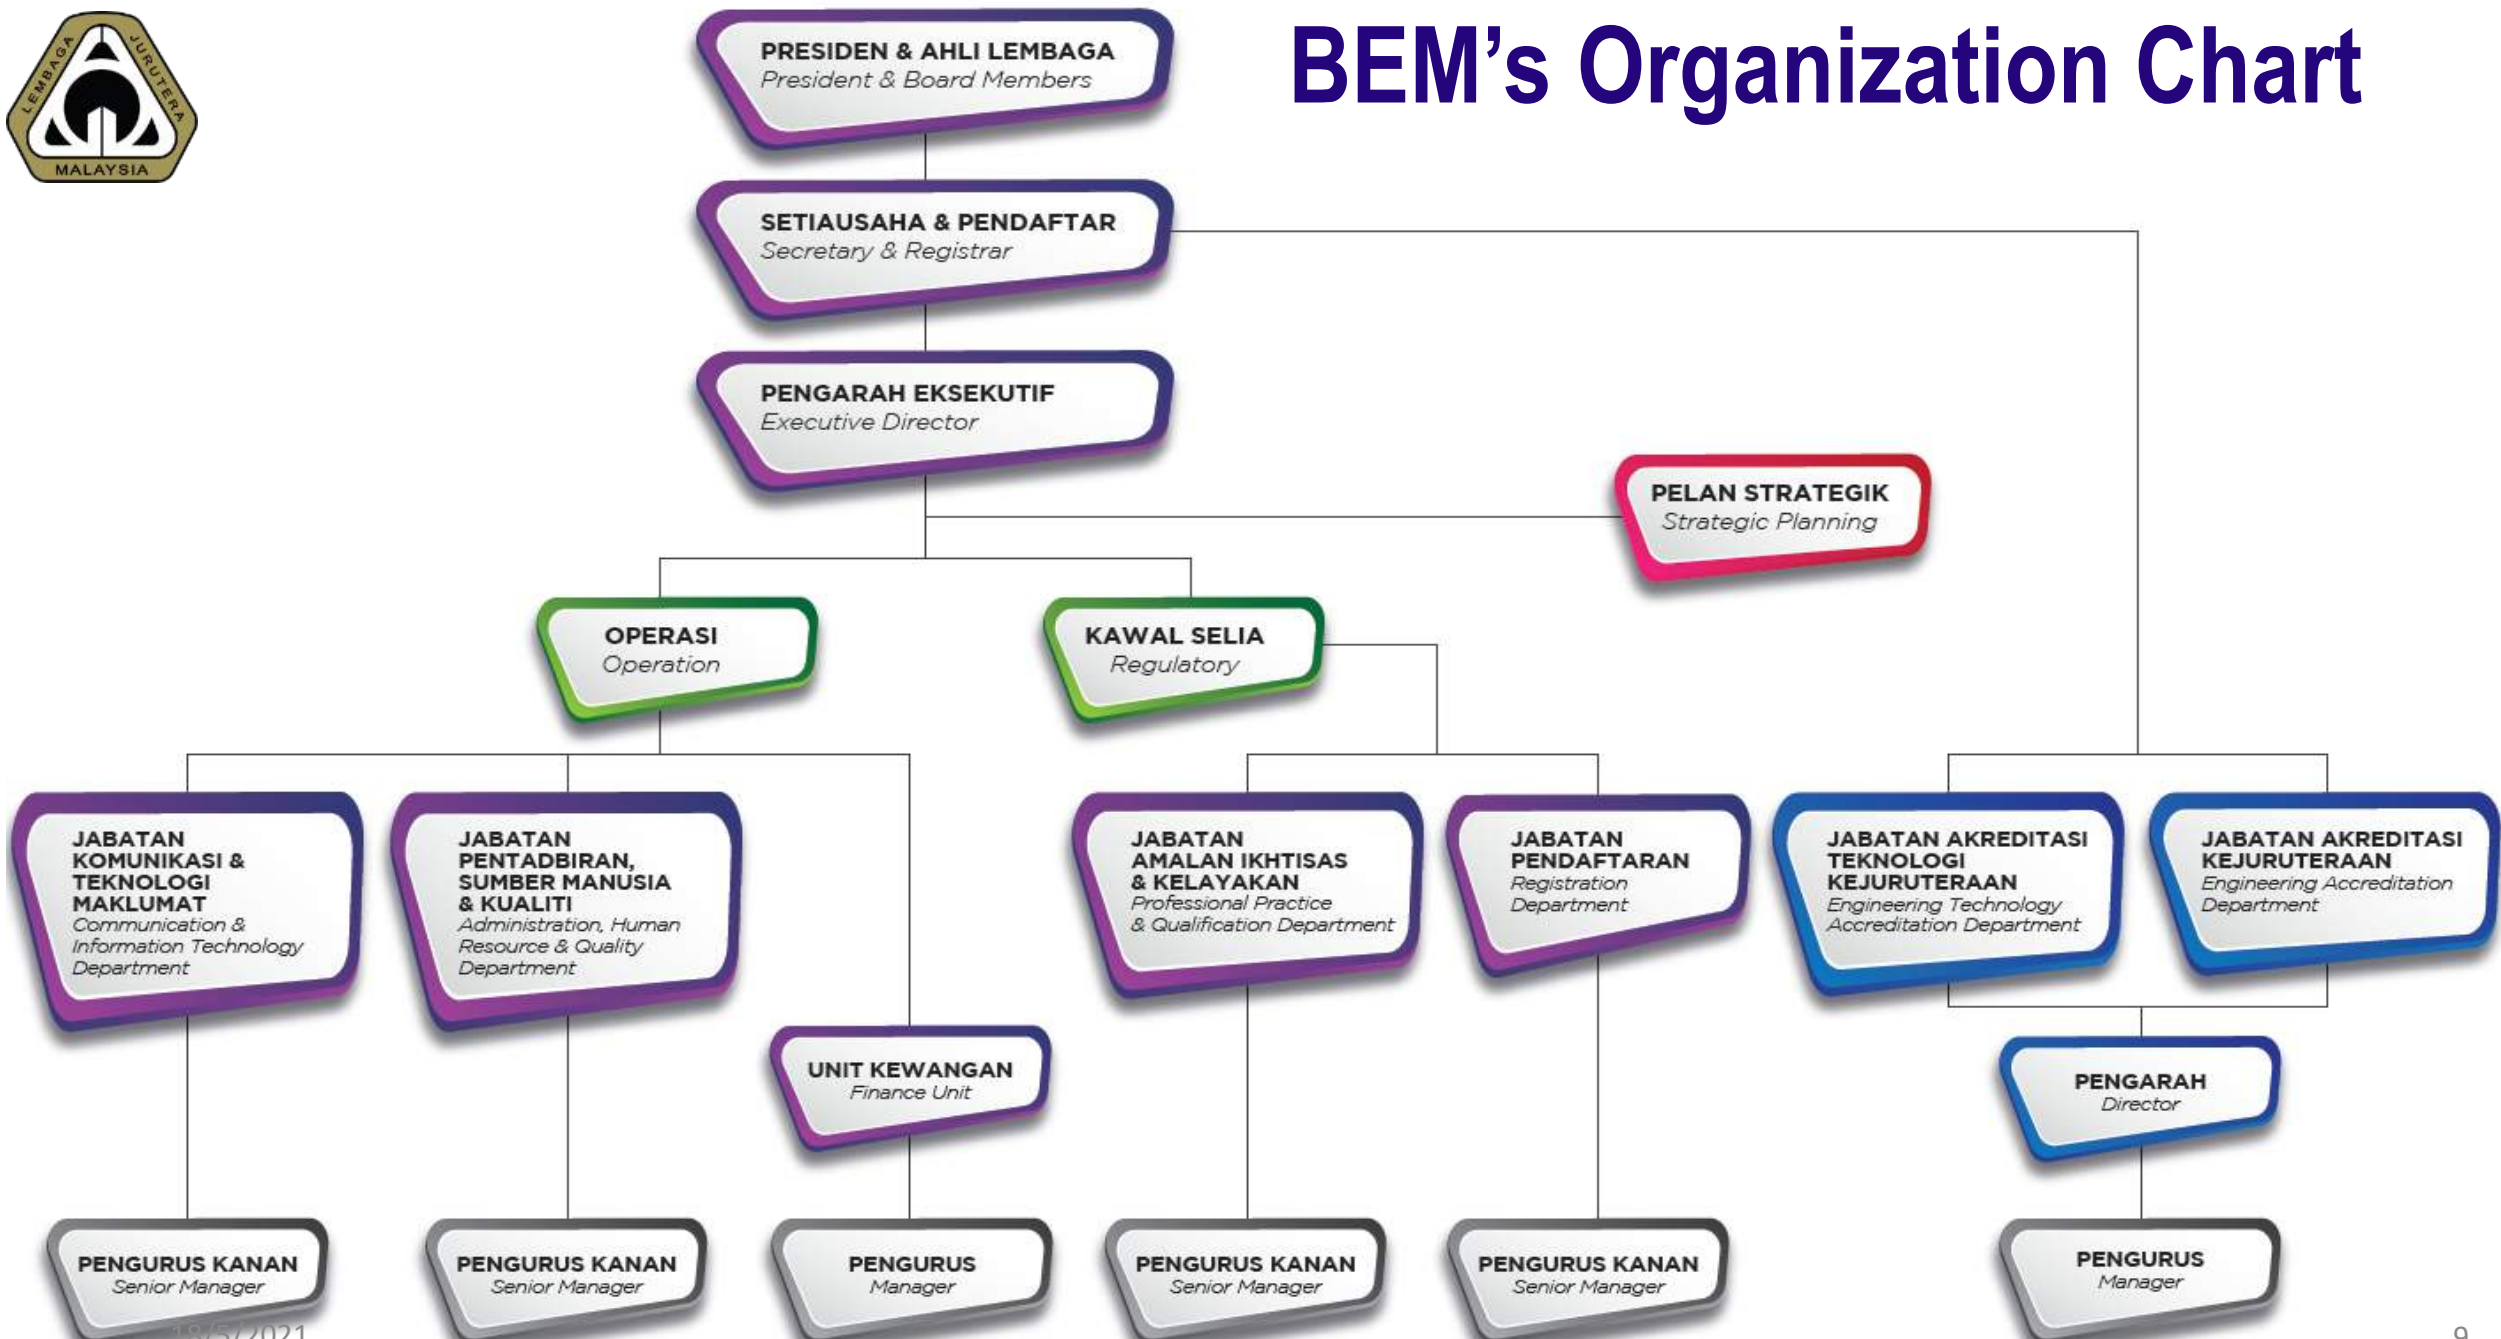 LEMBAGA JURUTERA
MALAYSIA
BEM's Organization Chart
PRESIDEN & AHLI LEMBAGA
President & Board Members
SETIAUSAHA & PENDAFTAR
Secretary & Registrar
PENGARAH EKSEKUTIF
Executive Director
PELAN STRATEGIK
Strategic Planning
OPERASI
Operation
KAWAL SELIA
Regulatory
JABATAN
KOMUNIKASI &
TEKNOLOGI
MAKLUMAT
Communication &
Information Technology
Department
JABATAN
PENTADBIRAN,
SUMBER MANUSIA
& KUALITI
Administration, Human
Resource & Quality
Department
UNIT KEWANGAN
Finance Unit
JABATAN
AMALAN IKHTISAS
& KELAYAKAN
Professional Practice
& Qualification Department
JABATAN
PENDAFTARAN
Registration
Department
JABATAN AKREDITASI
TEKNOLOGI
KEJURUTERAAN
Engineering Technology
Accreditation Department
JABATAN AKREDITASI
KEJURUTERAAN
Engineering Accreditation
Department
PENGARAH
Director
PENGURUS KANAN
Senior Manager
PENGURUS KANAN
Senior Manager
PENGURUS
Manager
PENGURUS KANAN
Senior Manager
PENGURUS KANAN
Senior Manager
PENGURUS
Manager
18/5/2021
9